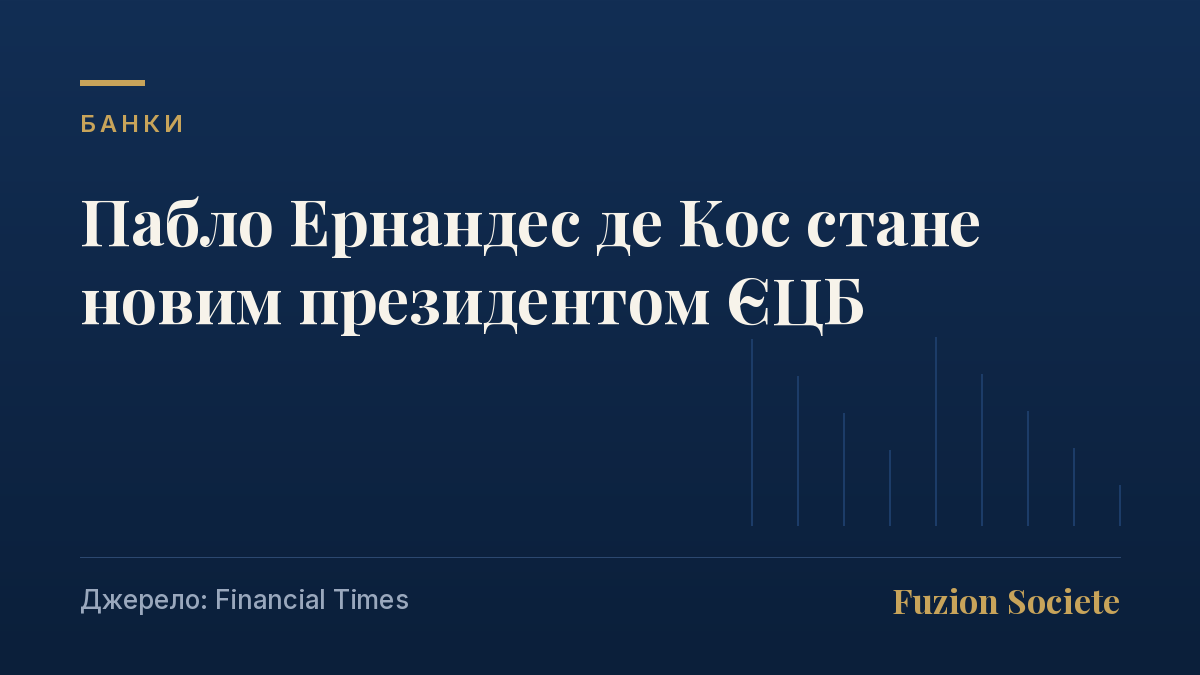 БАНКИ
Пабло Ернандес де Кос стане
новим президентом ЄЦБ
Джерело: Financial Times
Fuzion Societe